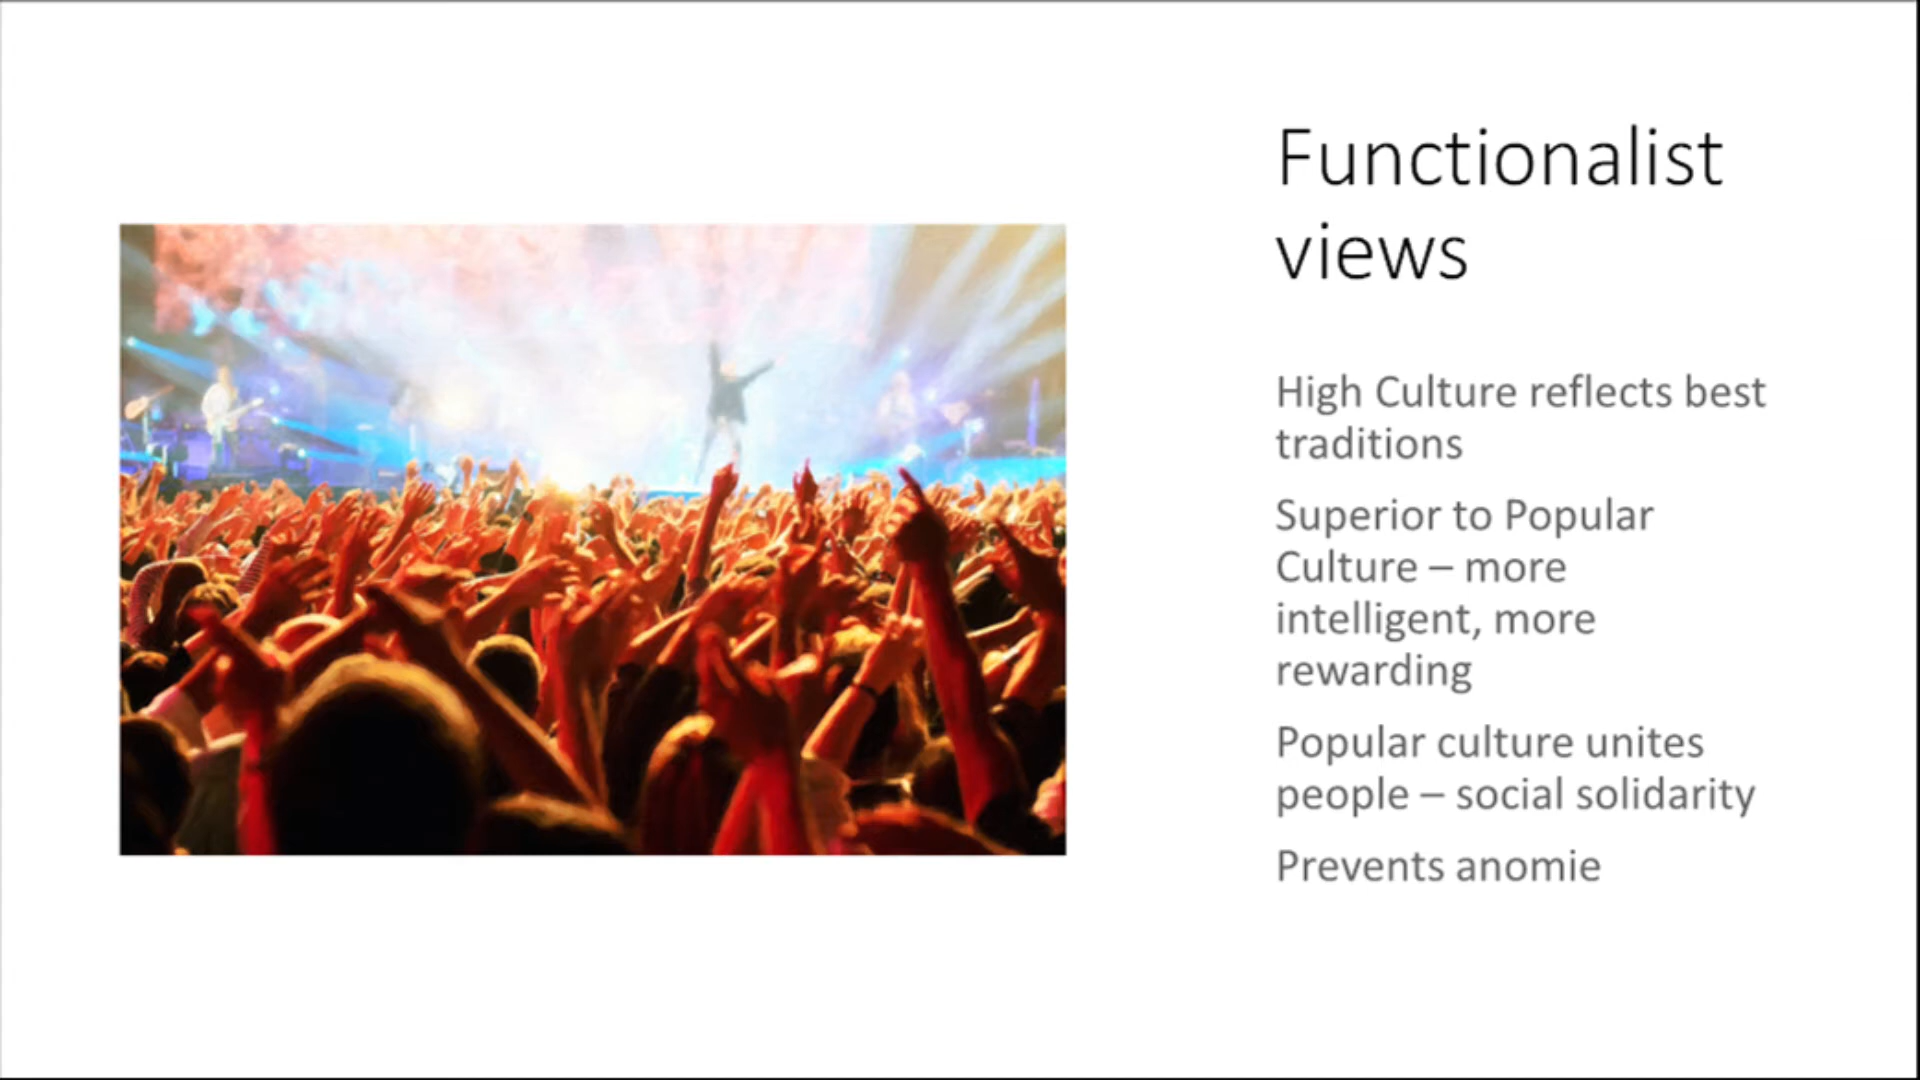 Functionalist
views
High Culture reflects best
traditions
Superior to Popular
Culture – more
intelligent, more
rewarding
Popular culture unites
people – social solidarity
Prevents anomie